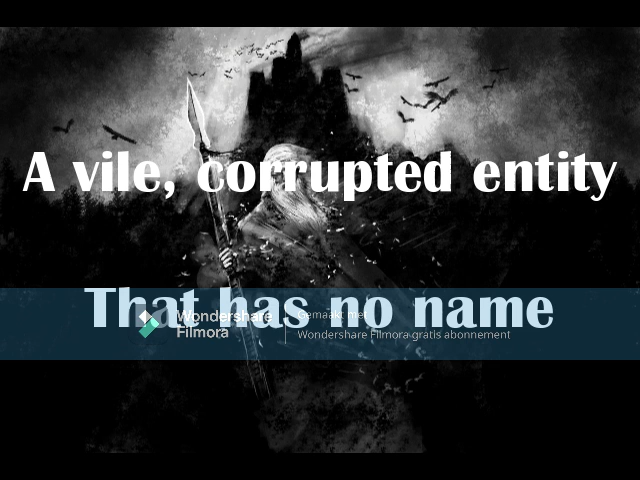 A vile, corrupted entity
That has no name
Wondershare
Filmora
Gemaakt met
Wondershare Filmora gratis abonnement